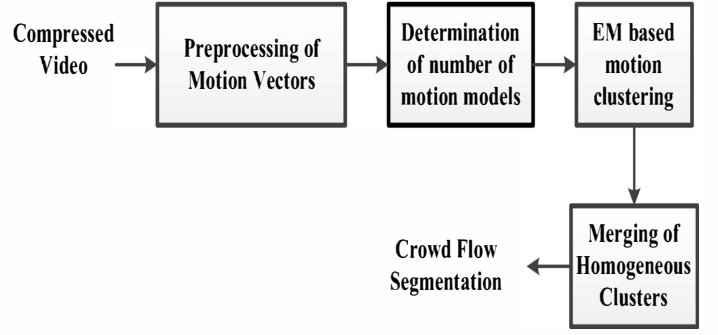 Compressed
Video
Preprocessing of
Motion Vectors
Determination
of number of
motion models
EM based
motion
clustering
Merging of
Homogeneous
Clusters
Crowd Flow
Segmentation